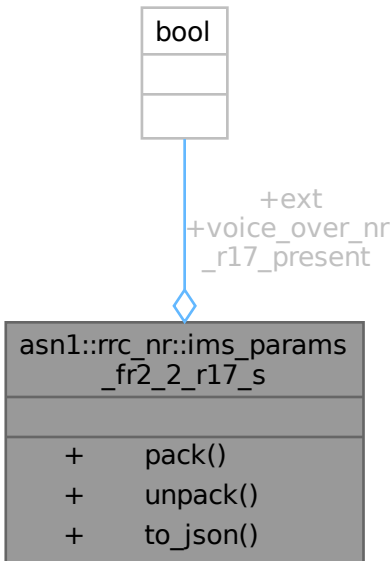 bool
+ext
+voice_over_nr
_r17_present
asn1::rrc_nr::ims_params
_fr2_2_r17_s
+ pack()
+ unpack()
+ to_json()